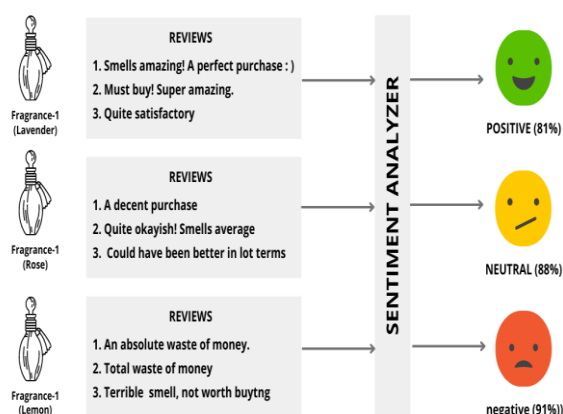 REVIEWS
1. Smells amazing! A perfect purchase : )
2. Must buy! Super amazing.
3. Quite satisfactory
Fragrance-1
(Lavender)
POSITIVE (81%)
REVIEWS
1. A decent purchase
2. Quite okayish! Smells average
3. Could have been better in lot terms
Fragrance-1
(Rose)
NEUTRAL (88%)
SENTIMENT ANALYZER
REVIEWS
1. An absolute waste of money.
2. Total waste of money
3. Terrible smell, not worth buytng
Fragrance-1
(Lemon)
negative (91%))